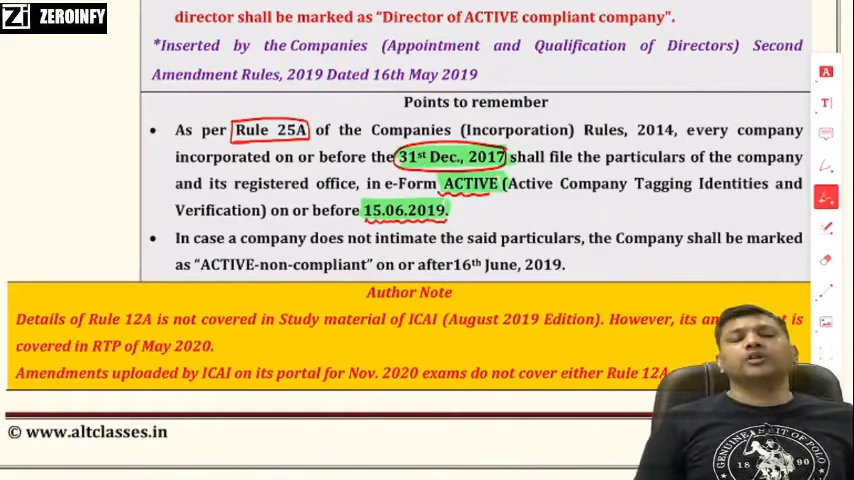 Zi ZEROINFY
director shall be marked as “Director of ACTIVE compliant company”.
*Inserted by the Companies (Appointment and Qualification of Directors) Second
Amendment Rules, 2019 Dated 16th May 2019
Points to remember
• As per Rule 25A of the Companies (Incorporation) Rules, 2014, every company
incorporated on or before the 31st Dec., 2017 shall file the particulars of the company
and its registered office, in e-Form ACTIVE (Active Company Tagging Identities and
Verification) on or before 15.06.2019.
• In case a company does not intimate the said particulars, the Company shall be marked
as “ACTIVE-non-compliant” on or after16th June, 2019.
Author Note
Details of Rule 12A is not covered in Study material of ICAI (August 2019 Edition). However, its is
covered in RTP of May 2020.
Amendments uploaded by ICAI on its portal for Nov. 2020 exams do not cover either Rule 12A
© www.altclasses.in
GENUINE POLO
18 90